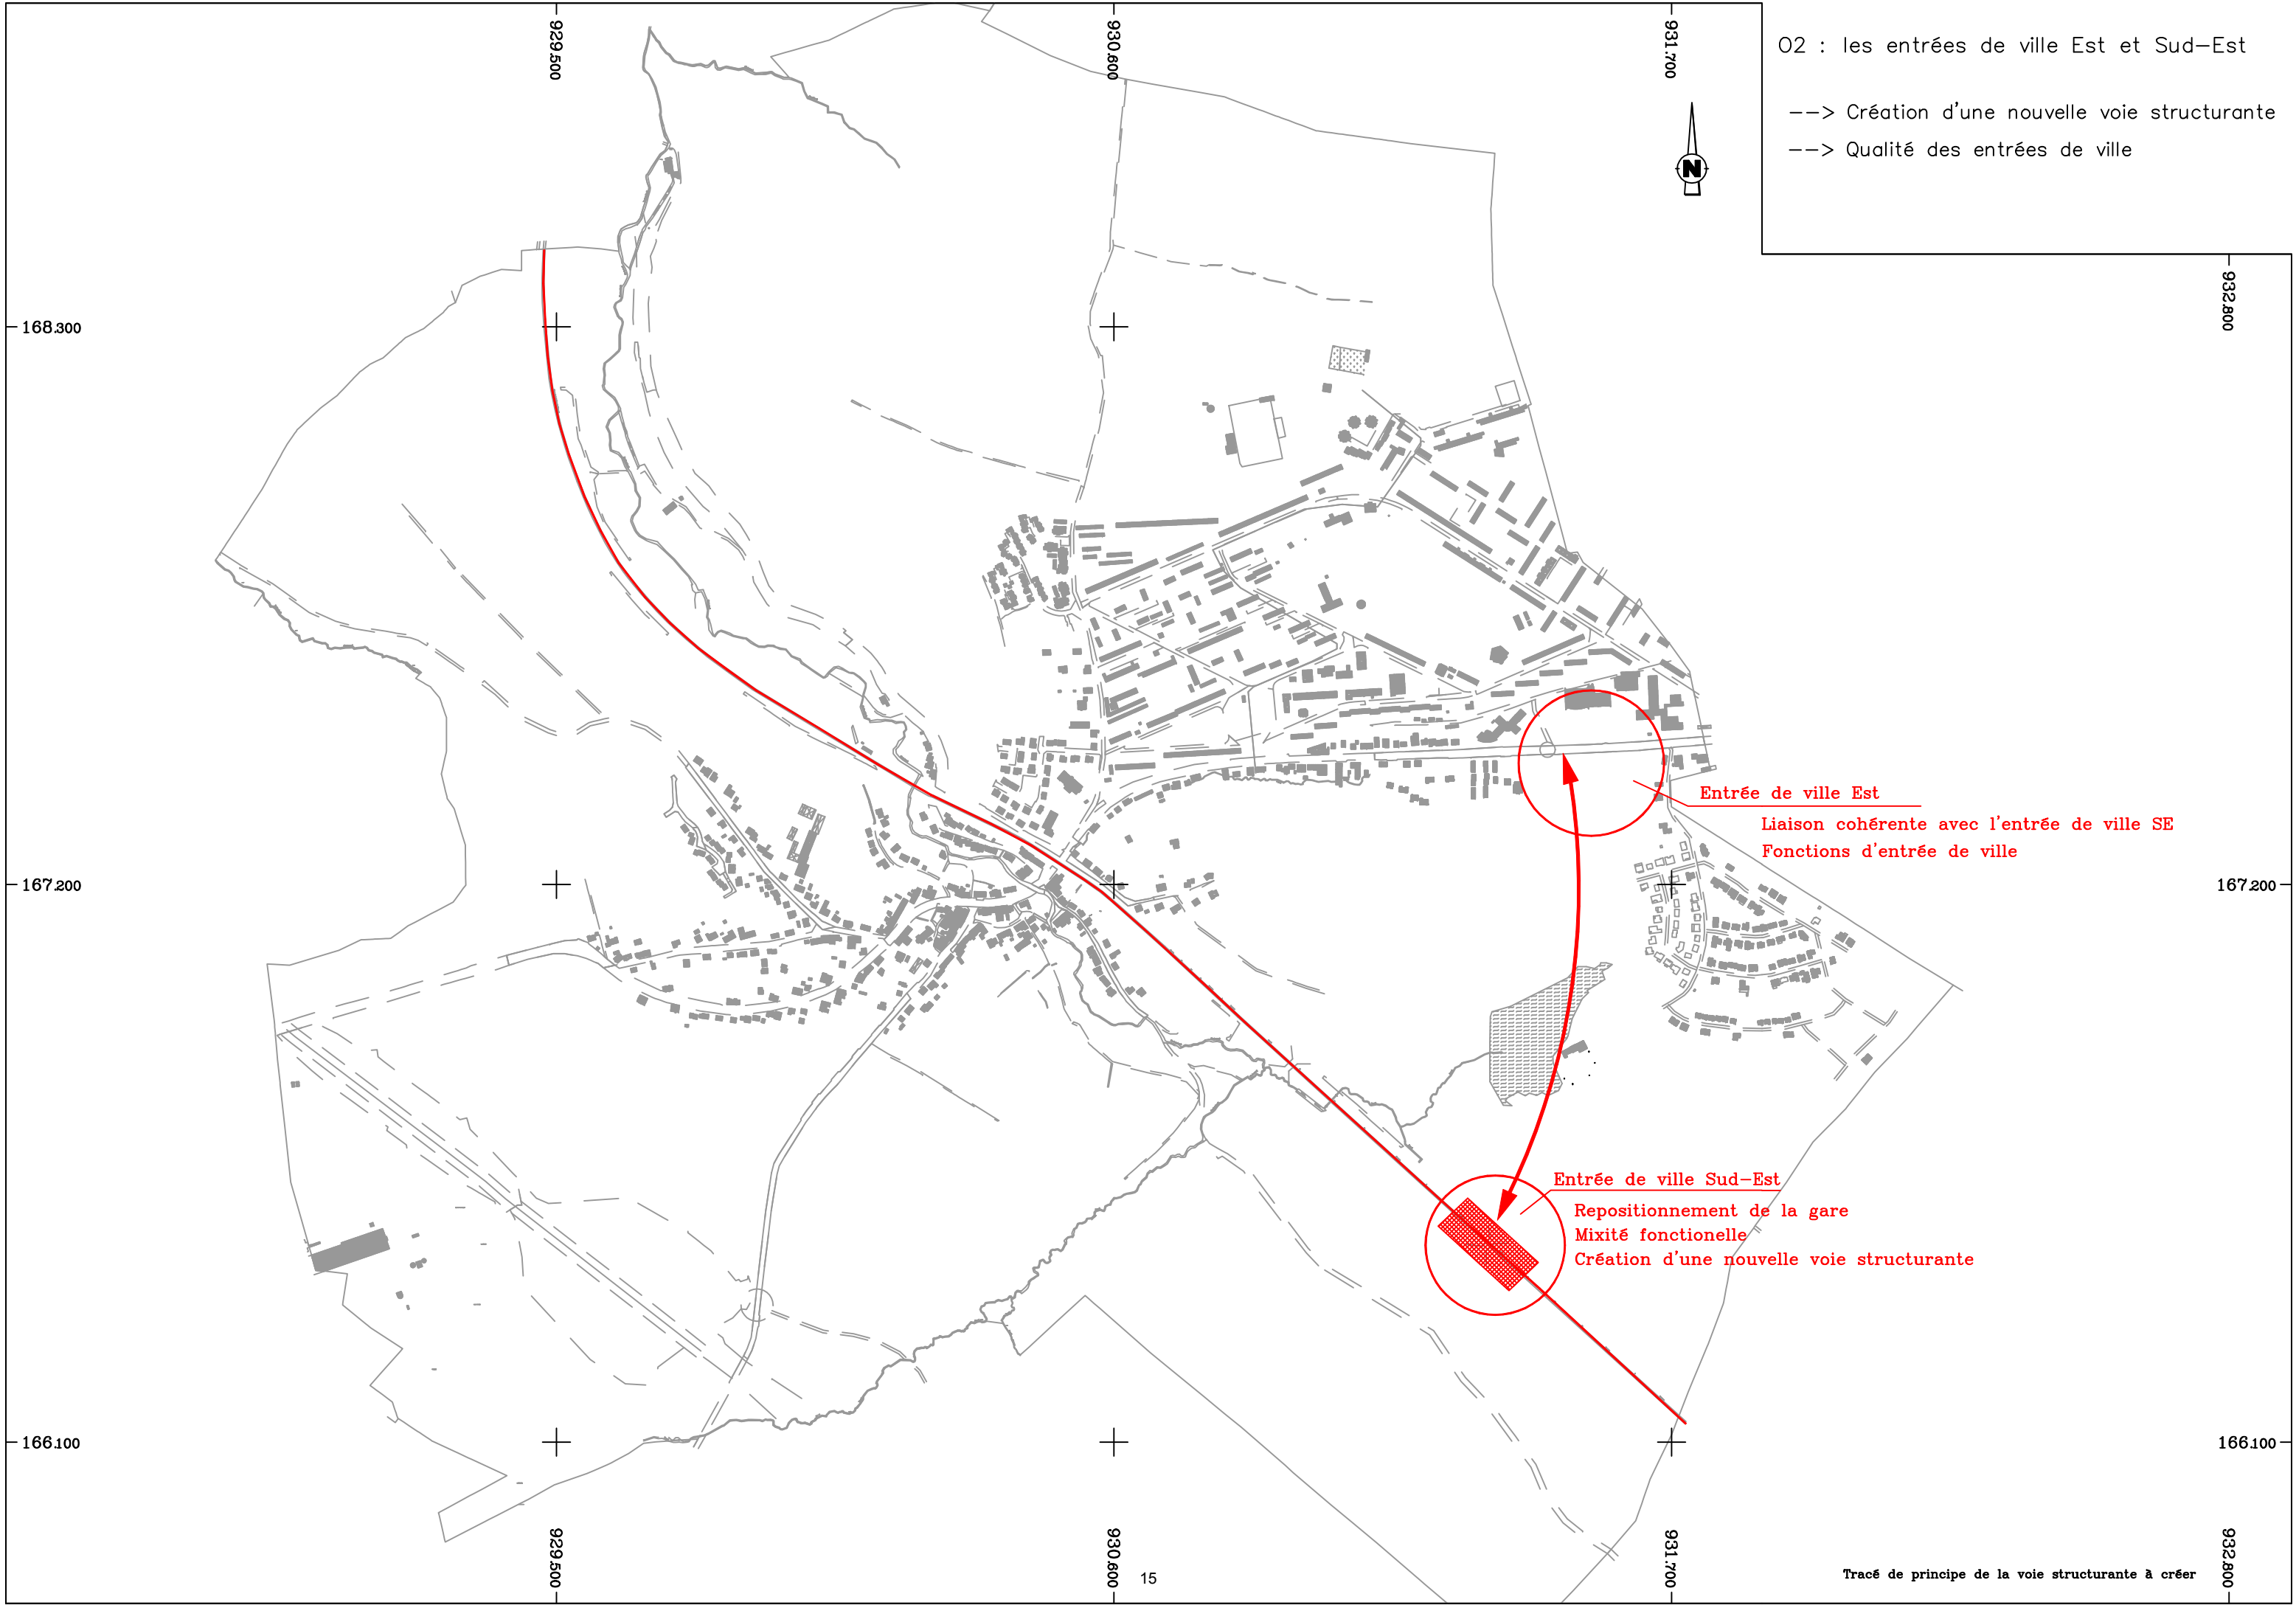 O2 : les entrées de ville Est et Sud-Est
--> Création d'une nouvelle voie structurante
--> Qualité des entrées de ville
929.500
930.600
931.700
932.800
N
168.300
Entrée de ville Est
Liaison cohérente avec l'entrée de ville SE
Fonctions d'entrée de ville
167.200
167.200
Entrée de ville Sud-Est
Repositionnement de la gare
Mixité fonctionelle
Création d'une nouvelle voie structurante
166.100
166.100
929.500
930.600
931.700
932.800
15
Tracé de principe de la voie structurante à créer